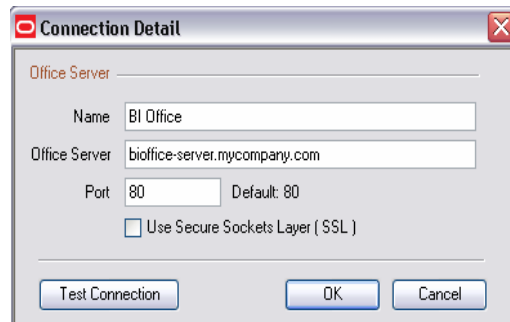 Connection Detail
Office Server
Name BI Office
Office Server bioffice-server.mycompany.com
Port 80 Default: 80
Use Secure Sockets Layer ( SSL )
Test Connection OK Cancel